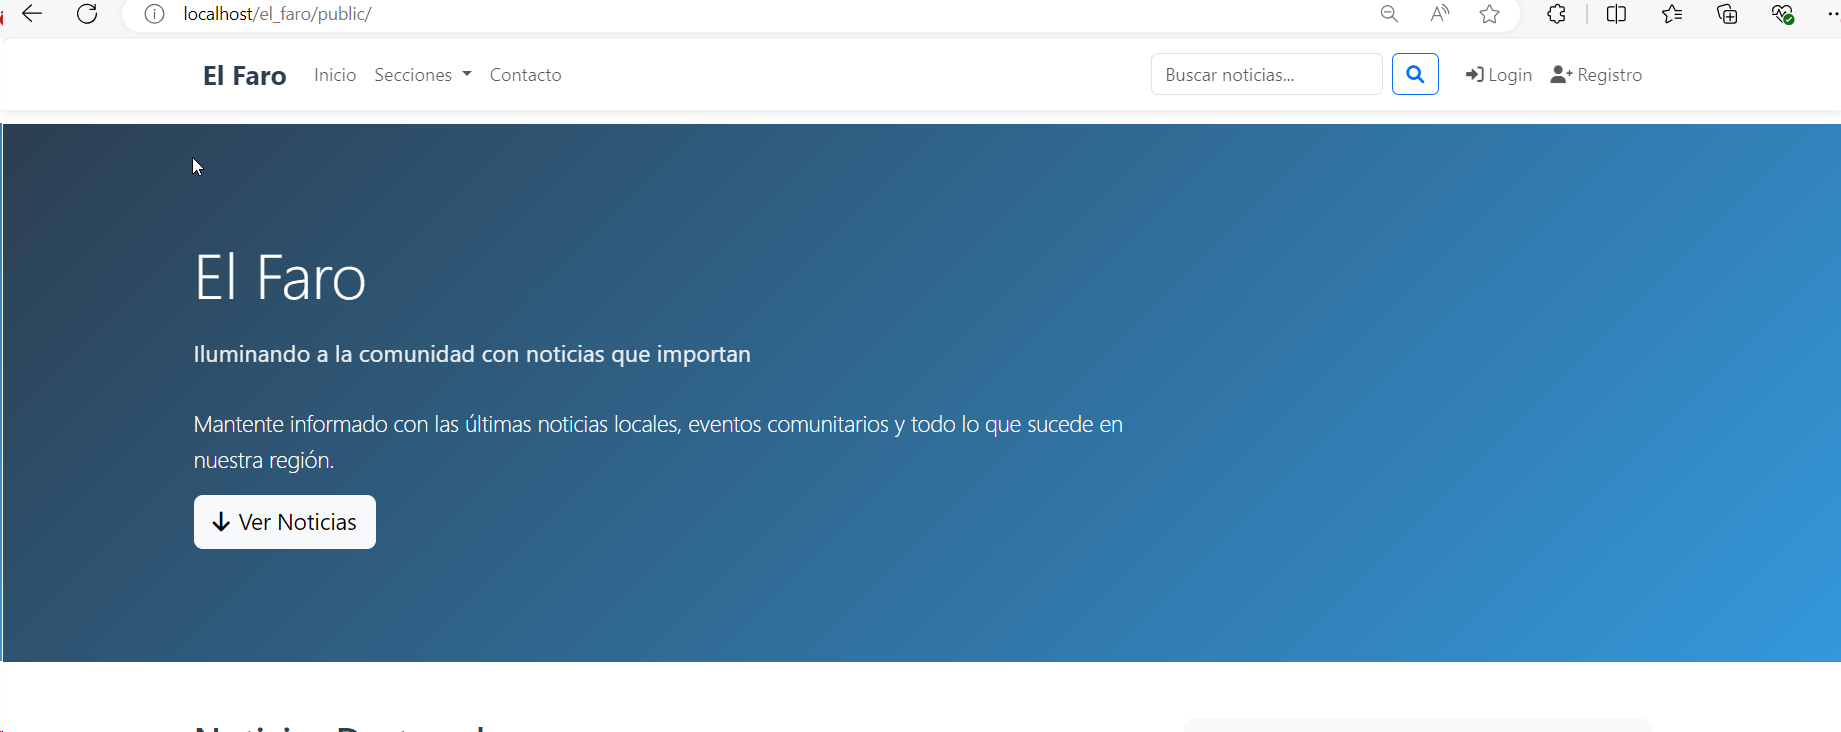 localhost/el_faro/public/
El Faro Inicio Secciones Contacto Buscar noticias... Login Registro
El Faro
Iluminando a la comunidad con noticias que importan
Mantente informado con las últimas noticias locales, eventos comunitarios y todo lo que sucede en
nuestra región.
Ver Noticias